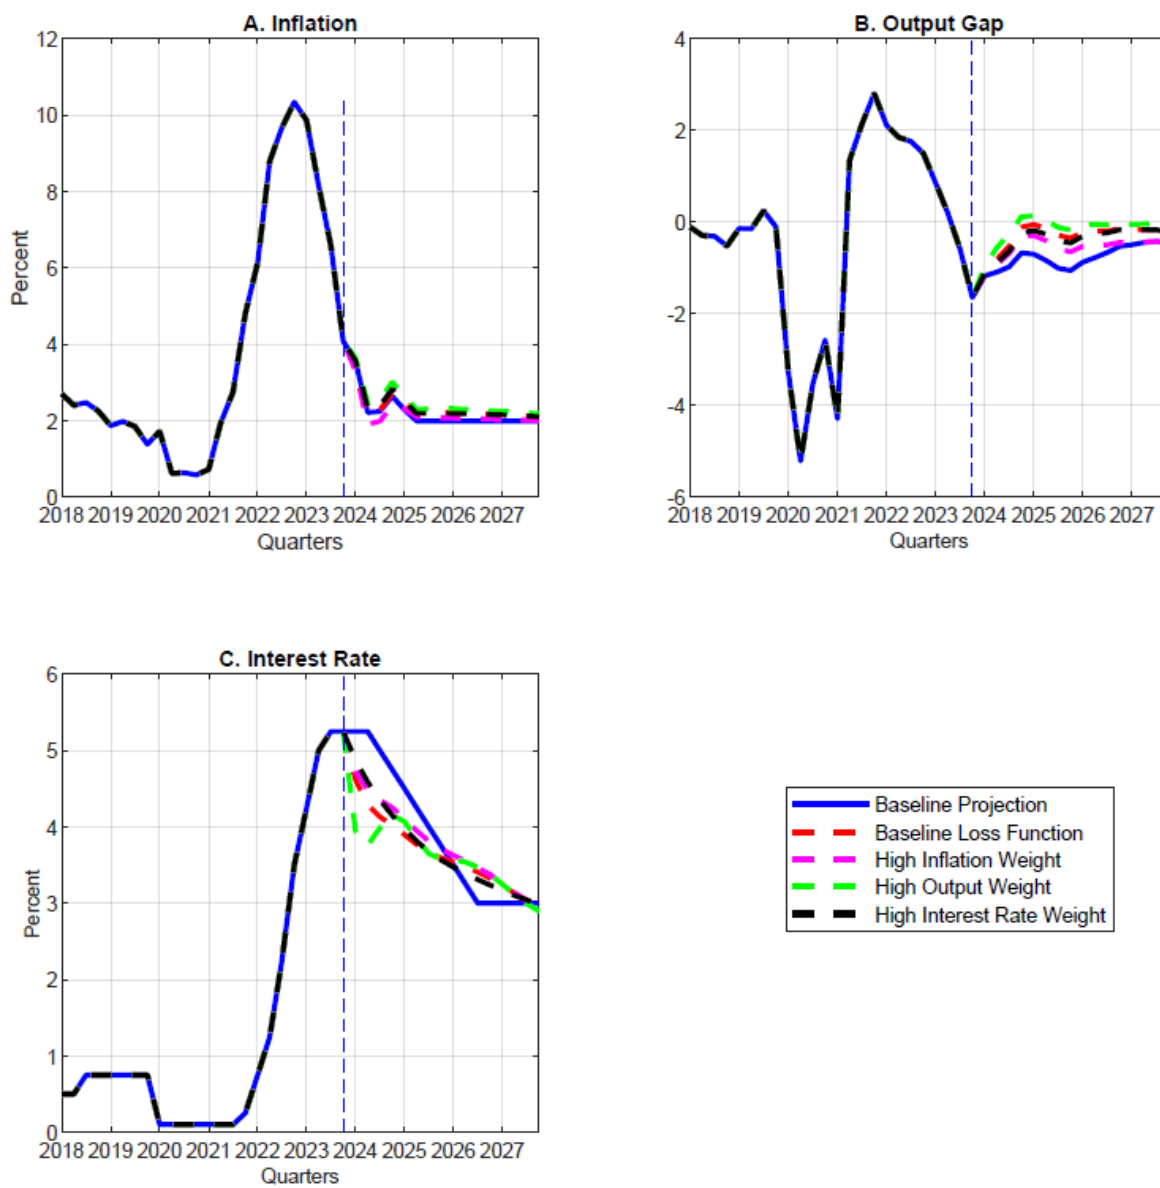 A. Inflation
12
10
8
6
4
2
0
Percent
2018 2019 2020 2021 2022 2023 2024 2025 2026 2027
Quarters
B. Output Gap
4
2
0
-2
-4
-6
2018 2019 2020 2021 2022 2023 2024 2025 2026 2027
Quarters
C. Interest Rate
6
5
4
3
2
1
0
Percent
2018 2019 2020 2021 2022 2023 2024 2025 2026 2027
Quarters
Baseline Projection
Baseline Loss Function
High Inflation Weight
High Output Weight
High Interest Rate Weight